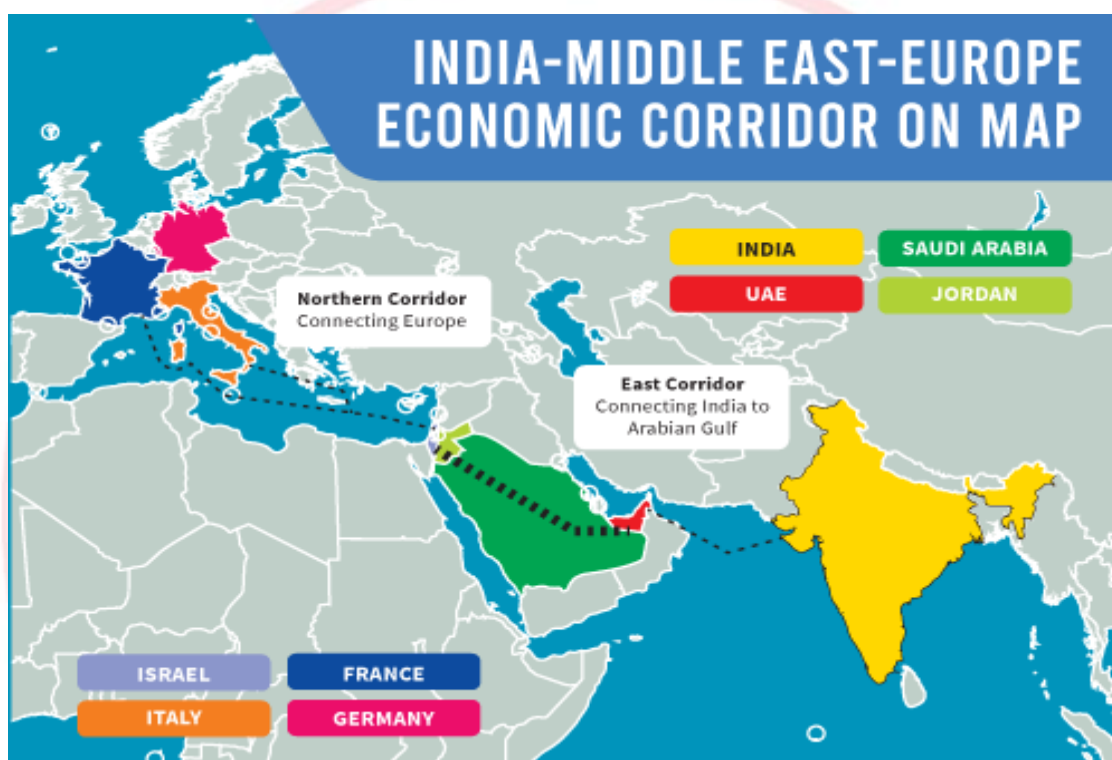 INDIA-MIDDLE EAST-EUROPE
ECONOMIC CORRIDOR ON MAP
INDIA
SAUDI ARABIA
UAE
JORDAN
Northern Corridor
Connecting Europe
East Corridor
Connecting India to
Arabian Gulf
ISRAEL
FRANCE
ITALY
GERMANY